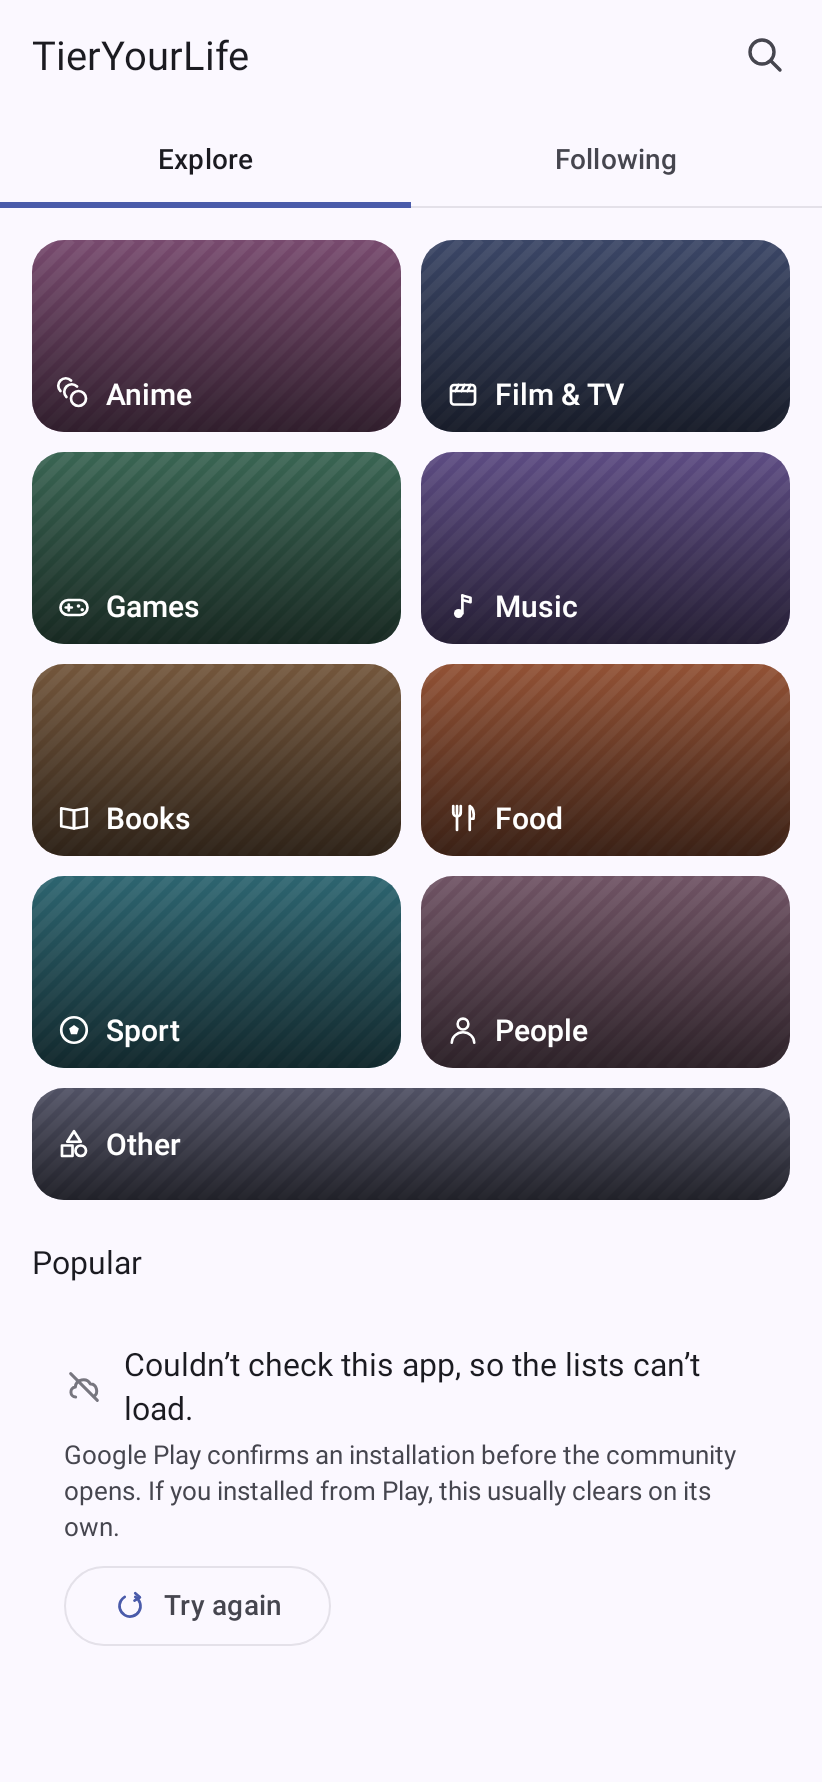 TierYourLife
Explore
Following
Anime
Film & TV
Games
Music
Books
Food
Sport
People
Other
Popular
Couldn’t check this app, so the lists can’t
load.
Google Play confirms an installation before the community
opens. If you installed from Play, this usually clears on its
own.
Try again